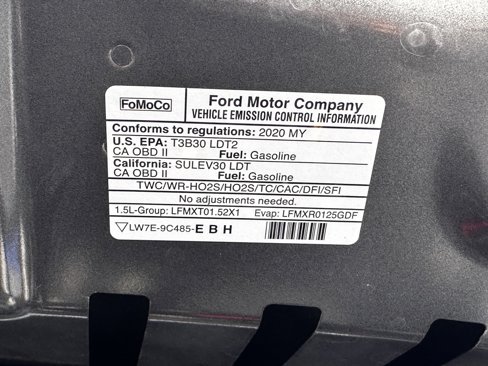 FoMoCo
Ford Motor Company
VEHICLE EMISSION CONTROL INFORMATION
Conforms to regulations: 2020 MY
U.S. EPA: T3B30 LDT2
CA OBD II Fuel: Gasoline
California: SULEV30 LDT
CA OBD II Fuel: Gasoline
TWC/WR-HO2S/HO2S/TC/CAC/DFI/SFI
No adjustments needed.
1.5L-Group: LFMXT01.52X1 Evap: LFMXR0125GDF
LW7E-9C485-E B H